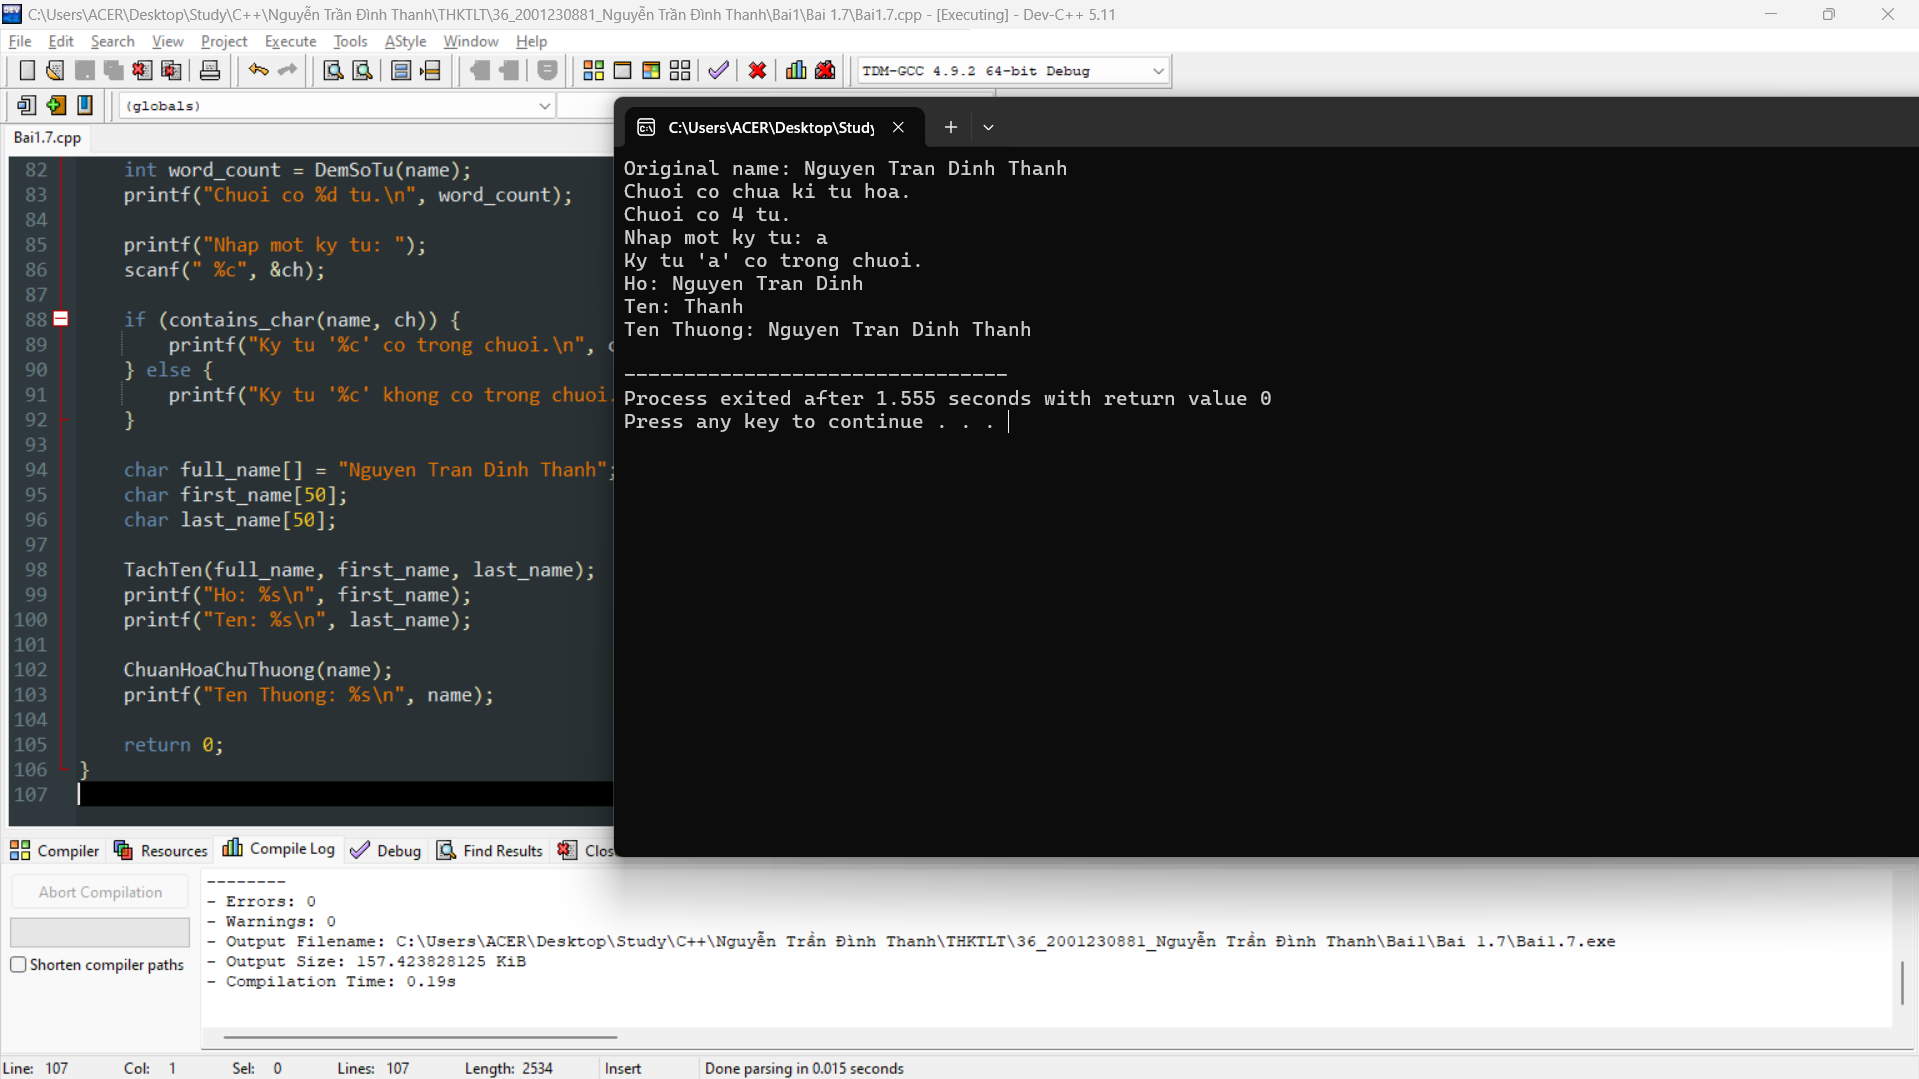 C:\Users\ACER\Desktop\Study\C++\Nguyễn Trần Đình Thanh\THKTLT\36_2001230881_Nguyễn Trần Đình Thanh\Bai1\Bai 1.7\Bai1.7.cpp - [Executing] - Dev-C++ 5.11
File Edit Search View Project Execute Tools AStyle Window Help
TDM-GCC 4.9.2 64-bit Debug
(globals)
Bai1.7.cpp
82 int word_count = DemSoTu(name);
83 printf("Chuoi co %d tu.\n", word_count);
84
85 printf("Nhap mot ky tu: ");
86 scanf(" %c", &ch);
87
88 if (contains_char(name, ch)) {
89 printf("Ky tu '%c' co trong chuoi.\n", c
90 } else {
91 printf("Ky tu '%c' khong co trong chuoi.
92 }
93
94 char full_name[] = "Nguyen Tran Dinh Thanh";
95 char first_name[50];
96 char last_name[50];
97
98 TachTen(full_name, first_name, last_name);
99 printf("Ho: %s\n", first_name);
100 printf("Ten: %s\n", last_name);
101
102 ChuanHoaChuThuong(name);
103 printf("Ten Thuong: %s\n", name);
104
105 return 0;
106 }
107
C:\Users\ACER\Desktop\Study
Original name: Nguyen Tran Dinh Thanh
Chuoi co chua ki tu hoa.
Chuoi co 4 tu.
Nhap mot ky tu: a
Ky tu 'a' co trong chuoi.
Ho: Nguyen Tran Dinh
Ten: Thanh
Ten Thuong: Nguyen Tran Dinh Thanh
--------------------------------
Process exited after 1.555 seconds with return value 0
Press any key to continue . . .
Compiler Resources Compile Log Debug Find Results Clos
Abort Compilation
Shorten compiler paths
--------
- Errors: 0
- Warnings: 0
- Output Filename: C:\Users\ACER\Desktop\Study\C++\Nguyễn Trần Đình Thanh\THKTLT\36_2001230881_Nguyễn Trần Đình Thanh\Bai1\Bai 1.7\Bai1.7.exe
- Output Size: 157.423828125 KiB
- Compilation Time: 0.19s
Line: 107 Col: 1 Sel: 0 Lines: 107 Length: 2534 Insert Done parsing in 0.015 seconds